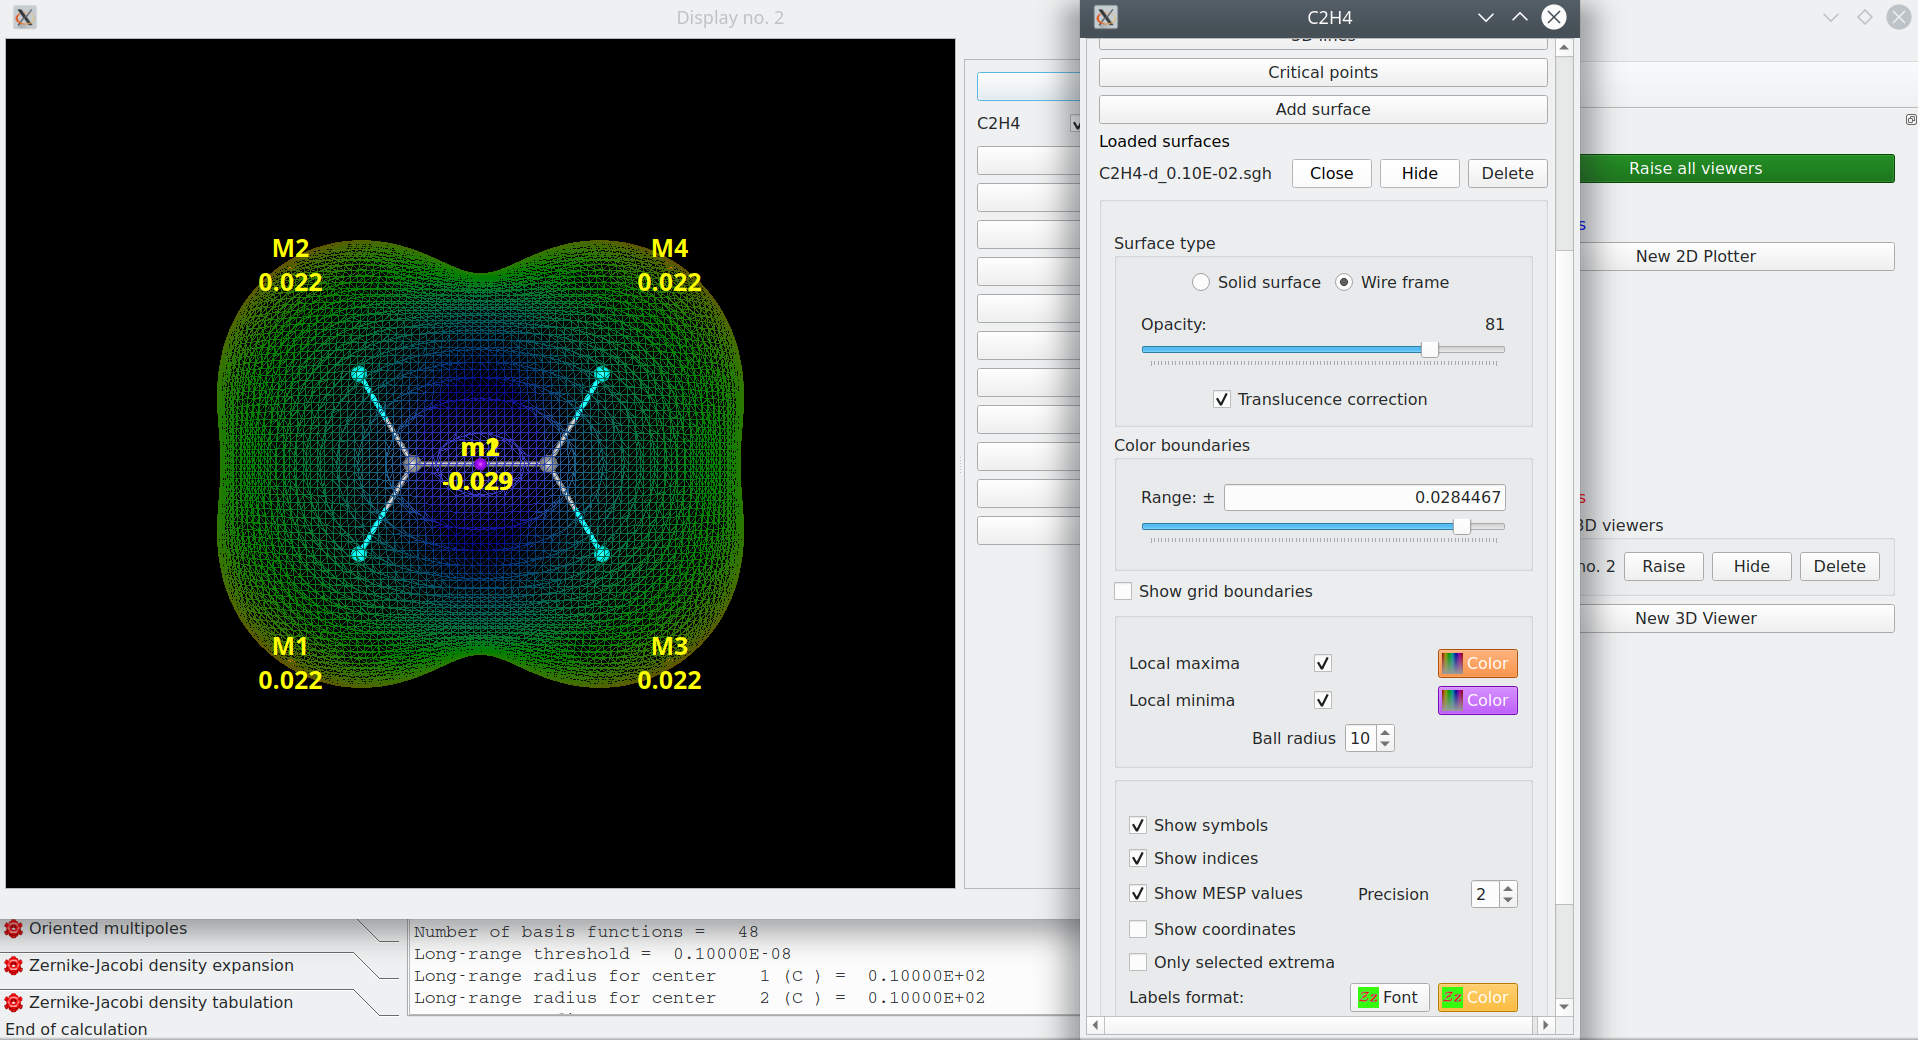 Display no. 2
M2
0.022
M4
0.022
-0.029
M1
0.022
M3
0.022
C2H4
C2H4
3D lines
Critical points
Add surface
Loaded surfaces
C2H4-d_0.10E-02.sgh Close Hide Delete
Surface type
Solid surface Wire frame
Opacity: 81
Translucence correction
Color boundaries
Range: ± 0.0284467
Show grid boundaries
Local maxima Color
Local minima Color
Ball radius 10
Show symbols
Show indices
Show MESP values Precision 2
Show coordinates
Only selected extrema
Labels format: Zz Font Zz Color
Raise all viewers
s
New 2D Plotter
s
3D viewers
no. 2 Raise Hide Delete
New 3D Viewer
Oriented multipoles
Zernike-Jacobi density expansion
Zernike-Jacobi density tabulation
End of calculation
Number of basis functions = 48
Long-range threshold = 0.10000E-08
Long-range radius for center 1 (C ) = 0.10000E+02
Long-range radius for center 2 (C ) = 0.10000E+02